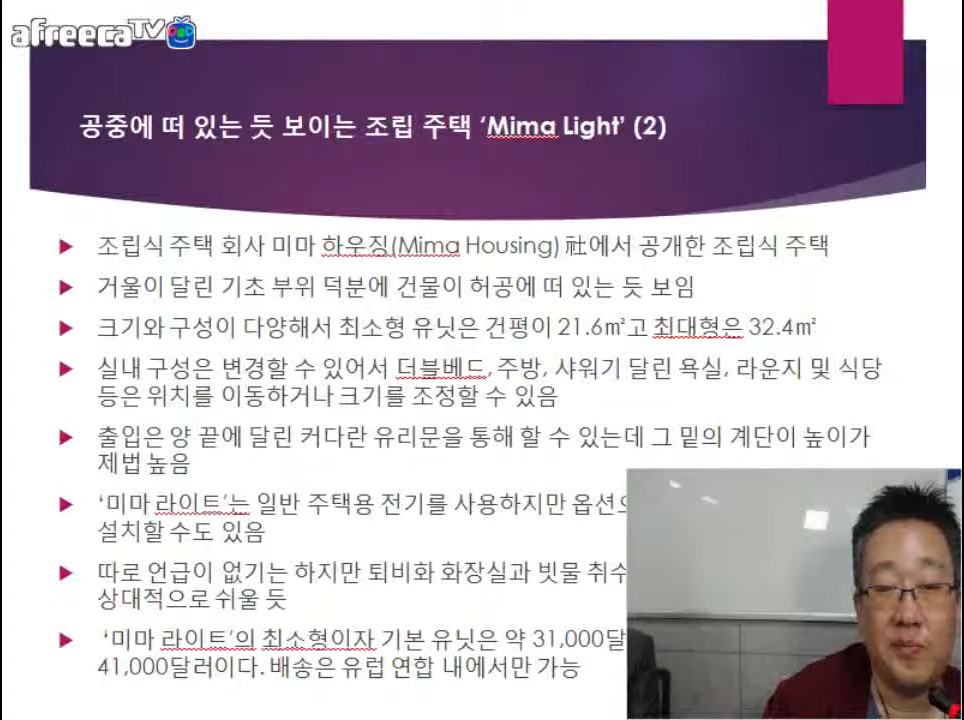 afreecaTV
공중에 떠 있는 듯 보이는 조립 주택 ‘Mima Light’ (2)
조립식 주택 회사 미마 하우징(Mima Housing) 社에서 공개한 조립식 주택
거울이 달린 기초 부위 덕분에 건물이 허공에 떠 있는 듯 보임
크기와 구성이 다양해서 최소형 유닛은 건평이 21.6㎡고 최대형은 32.4㎡
실내 구성은 변경할 수 있어서 더블베드, 주방, 샤워기 달린 욕실, 라운지 및 식당
등은 위치를 이동하거나 크기를 조정할 수 있음
출입은 양 끝에 달린 커다란 유리문을 통해 할 수 있는데 그 밑의 계단이 높이가
제법 높음
‘미마 라이트’는 일반 주택용 전기를 사용하지만
설치할 수도 있음
따로 언급이 없기는 하지만 퇴비화 화장실과 빗물
상대적으로 쉬울 듯
‘미마 라이트’의 최소형이자 기본 유닛은 약
41,000달러이다. 배송은 유럽 연합 내에서만 가능